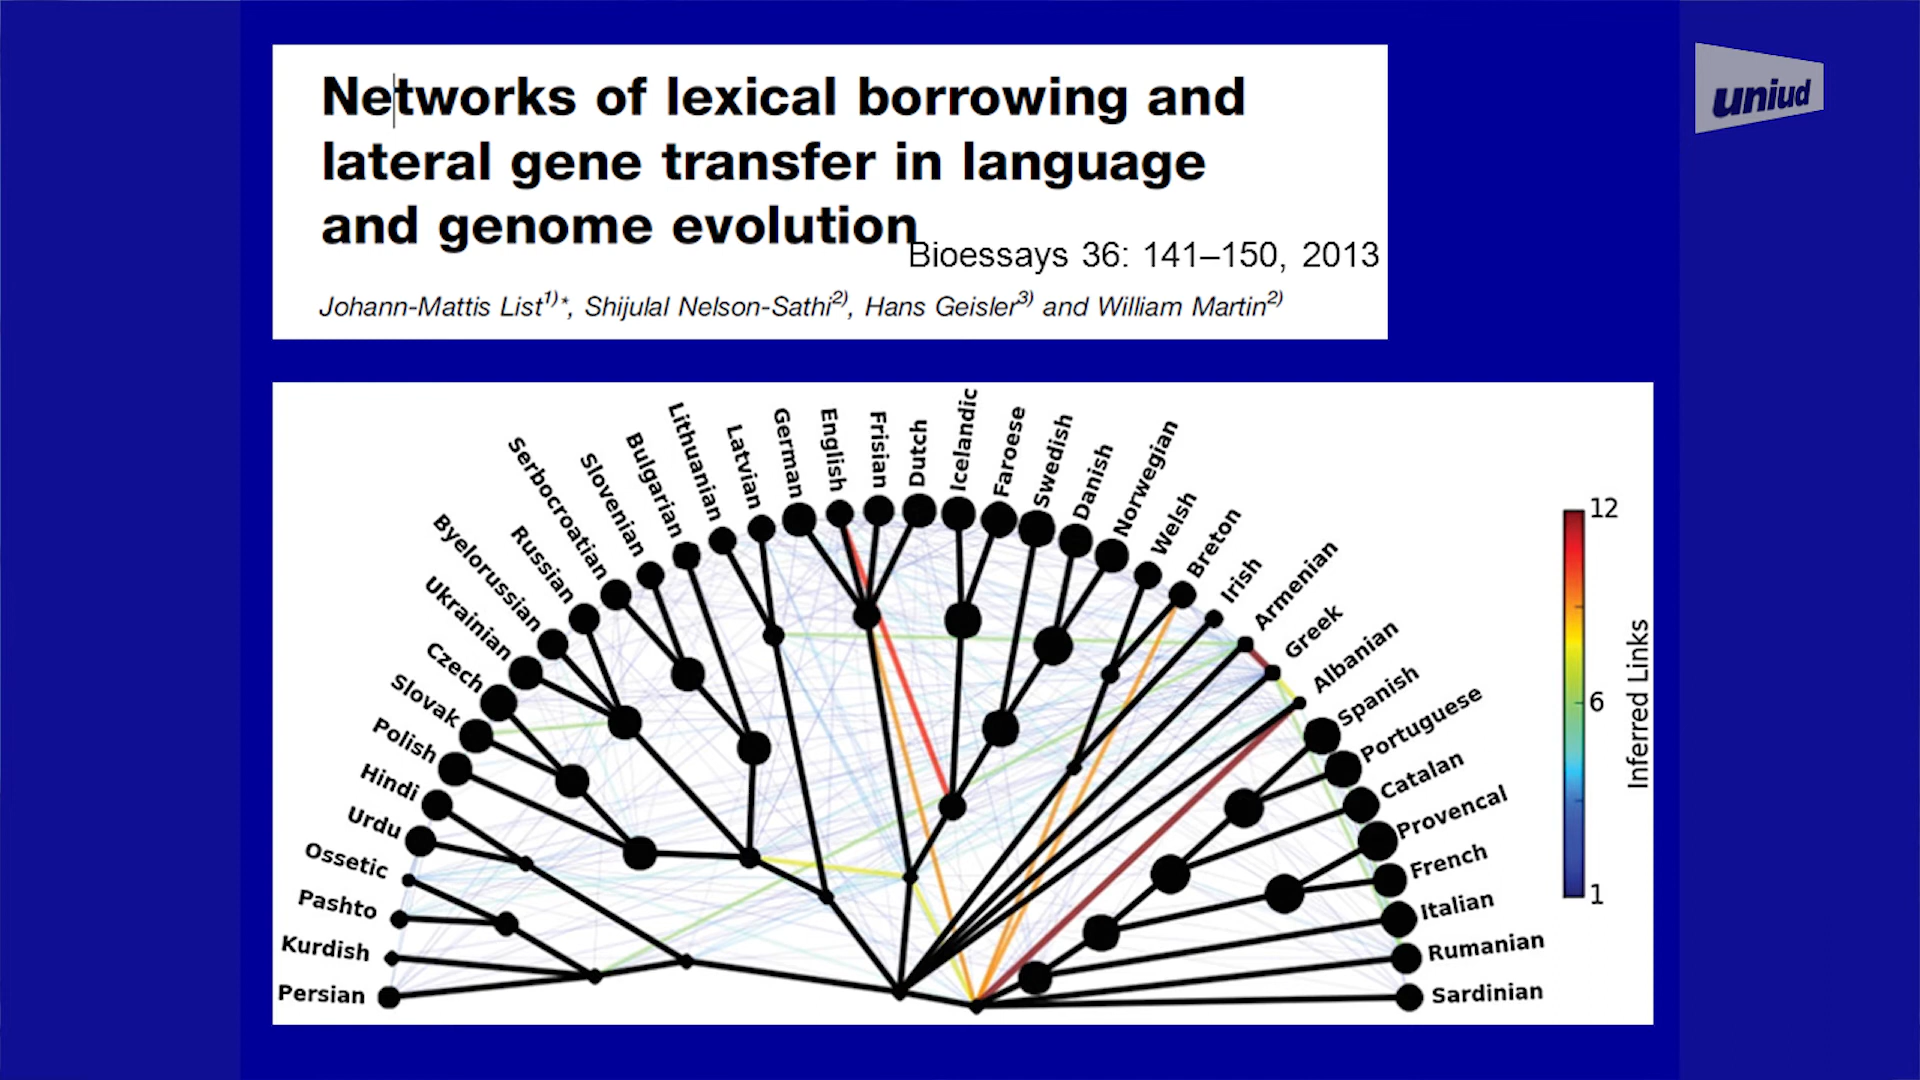 Networks of lexical borrowing and
lateral gene transfer in language
and genome evolution
Bioessays 36: 141–150, 2013
Johann-Mattis List1)*, Shijulal Nelson-Sathi2), Hans Geisler3) and William Martin2)
uniud
Persian
Kurdish
Pashto
Ossetic
Urdu
Hindi
Polish
Slovak
Czech
Ukrainian
Byelorussian
Russian
Serbocroatian
Slovenian
Bulgarian
Lithuanian
Latvian
German
English
Frisian
Dutch
Icelandic
Faroese
Swedish
Danish
Norwegian
Welsh
Breton
Irish
Armenian
Greek
Albanian
Spanish
Portuguese
Catalan
Provencal
French
Italian
Rumanian
Sardinian
12
6
1
Inferred Links